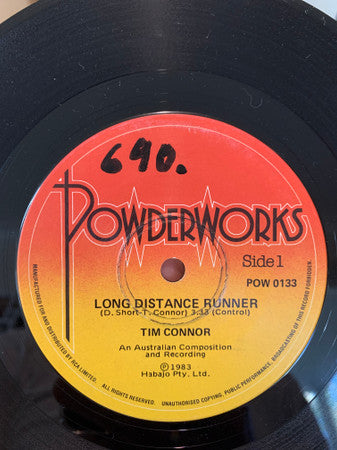 690.
POWDERWORKS
Side 1
POW 0133
LONG DISTANCE RUNNER
(D. Short-T. Connor) 3.33 (Control)
TIM CONNOR
An Australian Composition
and Recording
Ⓟ1983
Habajo Pty. Ltd.
MANUFACTURED FOR AND DISTRIBUTED BY RCA LIMITED. ALL RIGHTS RESERVED. UNAUTHORISED COPYING, PUBLIC PERFORMANCE, BROADCASTING OF THIS RECORD FORBIDDEN.